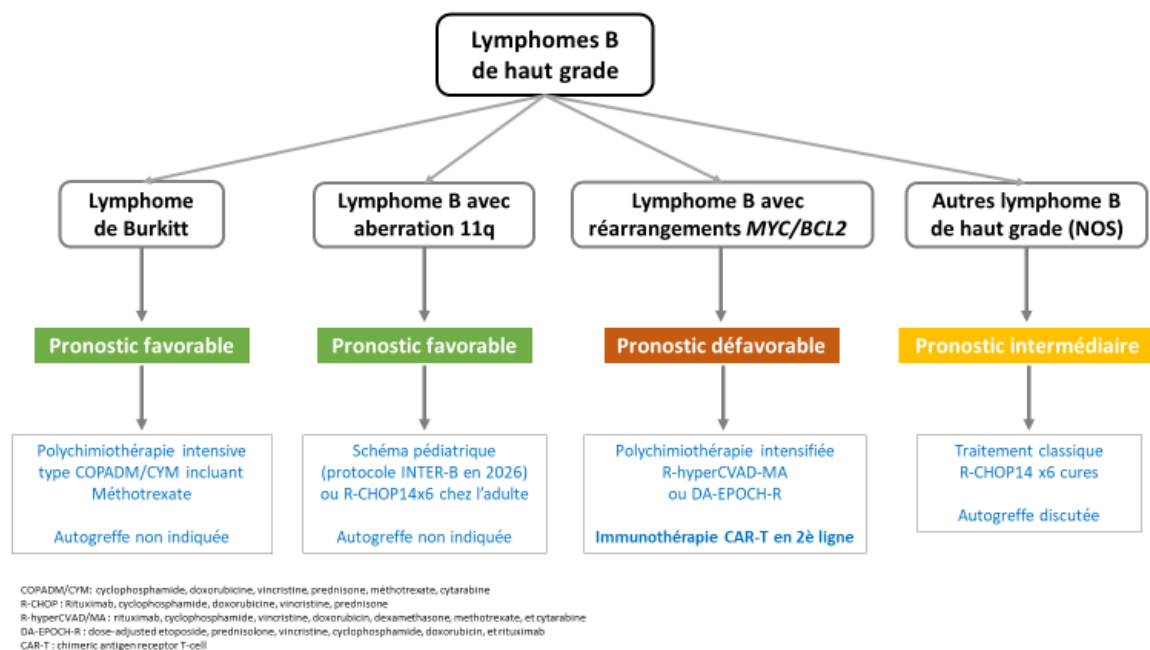 Lymphomes B
de haut grade
Lymphome
de Burkitt
Lymphome B avec
aberration 11q
Lymphome B avec
réarrangements MYC/BCL2
Autres lymphome B
de haut grade (NOS)
Pronostic favorable
Pronostic favorable
Pronostic défavorable
Pronostic intermédiaire
Polychimiothérapie intensive
type COPADM/CYM incluant
Méthotrexate
Autogreffe non indiquée
Schéma pédiatrique
(protocole INTER-B en 2026)
ou R-CHOP14x6 chez l'adulte
Autogreffe non indiquée
Polychimiothérapie intensifiée
R-hyperCVAD-MA
ou DA-EPOCH-R
Immunothérapie CAR-T en 2è ligne
Traitement classique
R-CHOP14 x6 cures
Autogreffe discutée
COPADM/CYM: cyclophosphamide, doxorubicine, vincristine, prednisone, méthotrexate, cytarabine
R-CHOP : Rituximab, cyclophosphamide, doxorubicine, vincristine, prednisone
R-hyperCVAD/MA : rituximab, cyclophosphamide, vincristine, doxorubicin, dexamethasone, methotrexate, et cytarabine
DA-EPOCH-R : dose-adjusted etoposide, prednisolone, vincristine, cyclophosphamide, doxorubicin, et rituximab
CAR-T : chimeric antigen receptor T-cell